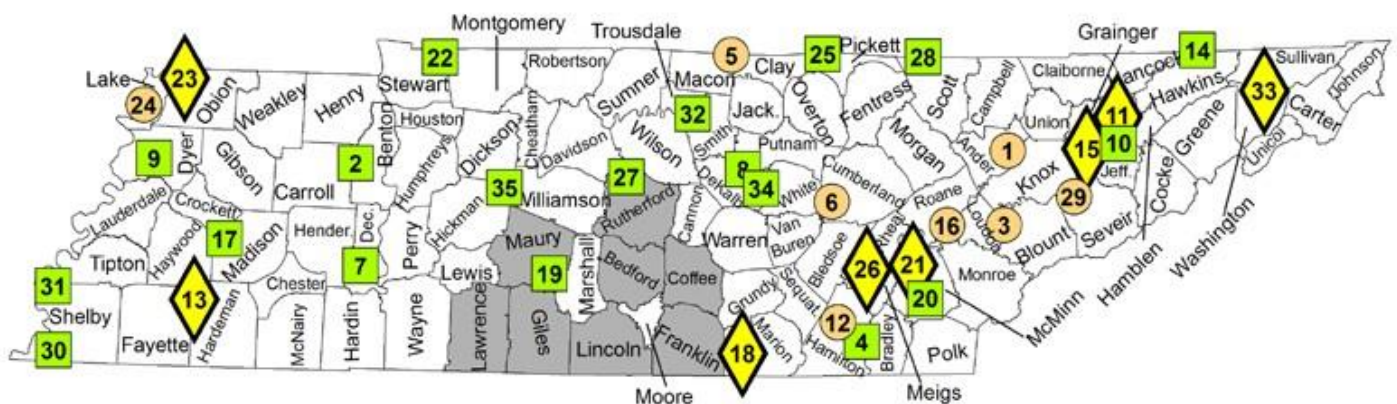 Montgomery
Trousdale
Grainger
22
5
25
Pickett
28
14
Lake
23
Stewart
Robertson
Sumner
Macon
Clay
Overton
Fentress
Scott
Campbell
Claiborne
Hancock
Hawkins
33
Sullivan
Johnson
24
Obion
Weakley
Henry
Benton
Houston
Cheatham
32
Jack.
Union
11
Carter
9
Dyer
Gibson
2
Humphreys
Dickson
Davidson
Wilson
Smith
Putnam
Morgan
Ander
1
15
10
Greene
Unicoi
Carroll
27
8
34
DeKalb
White
Cumberland
Knox
Jeff.
Cocke
Lauderdale
Crockett
35
Williamson
Rutherford
Cannon
6
Roane
29
17
Haywood
Madison
Hender.
Dec.
Perry
Hickman
Maury
Warren
Van
Buren
Bledsoe
Rhea
16
Loudon
3
Blount
Seveir
Washington
Tipton
Lewis
19
Marshall
Bedford
Coffee
Grundy
Sequat
26
21
Monroe
Hamblen
31
13
Chester
7
20
McMinn
Shelby
Fayette
Hardeman
McNairy
Hardin
Wayne
Lawrence
Giles
Lincoln
Franklin
18
Marion
12
4
Hamilton
Bradley
Polk
30
Moore
Meigs